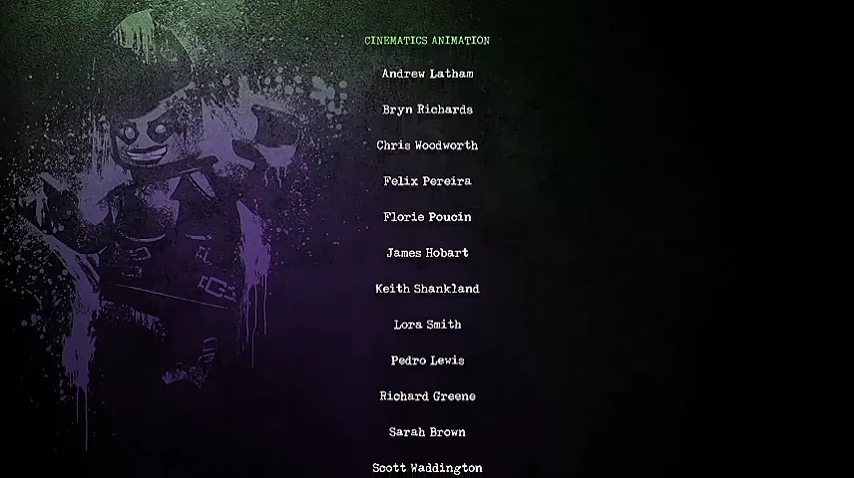 CINEMATICS ANIMATION
Andrew Latham
Bryn Richards
Chris Woodworth
Felix Pereira
Florie Poucin
James Hobart
Keith Shankland
Lora Smith
Pedro Lewis
Richard Greene
Sarah Brown
Scott Waddington